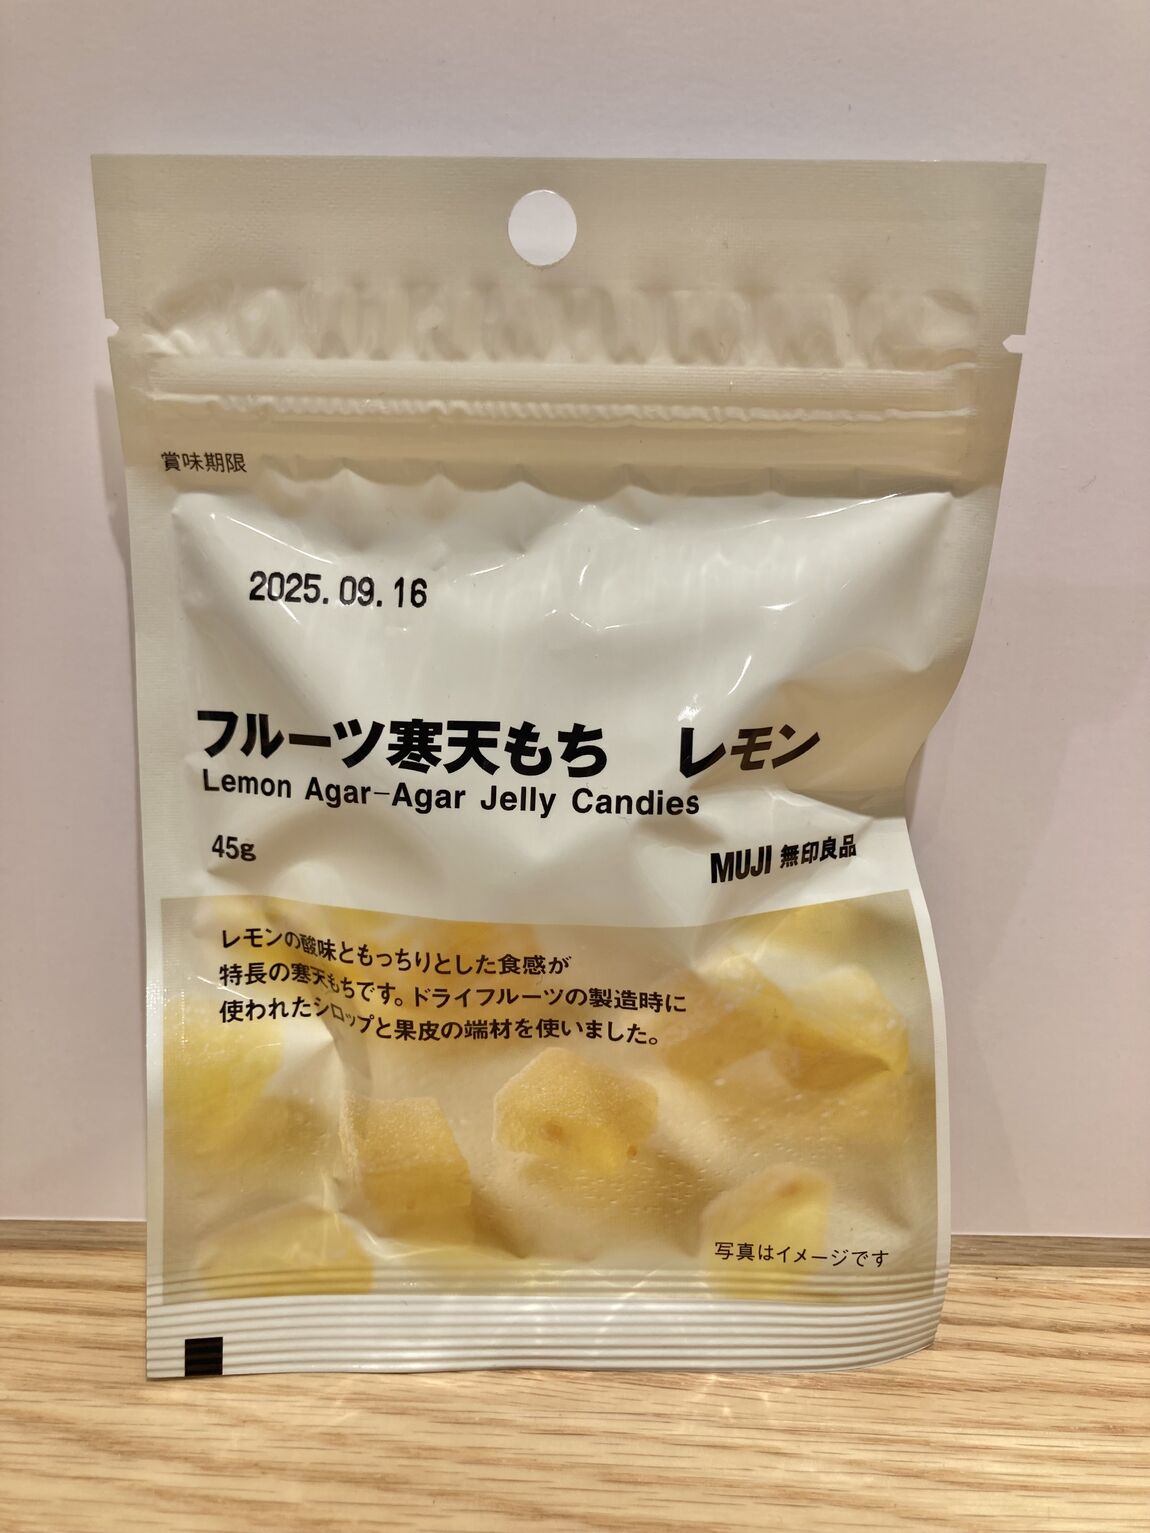 賞味期限
2025.09.16
フルーツ寒天もち　レモン
Lemon Agar-Agar Jelly Candies
45g
MUJI 無印良品
レモンの酸味ともっちりとした食感が
特長の寒天もちです。ドライフルーツの製造時に
使われたシロップと果皮の端材を使いました。
写真はイメージです